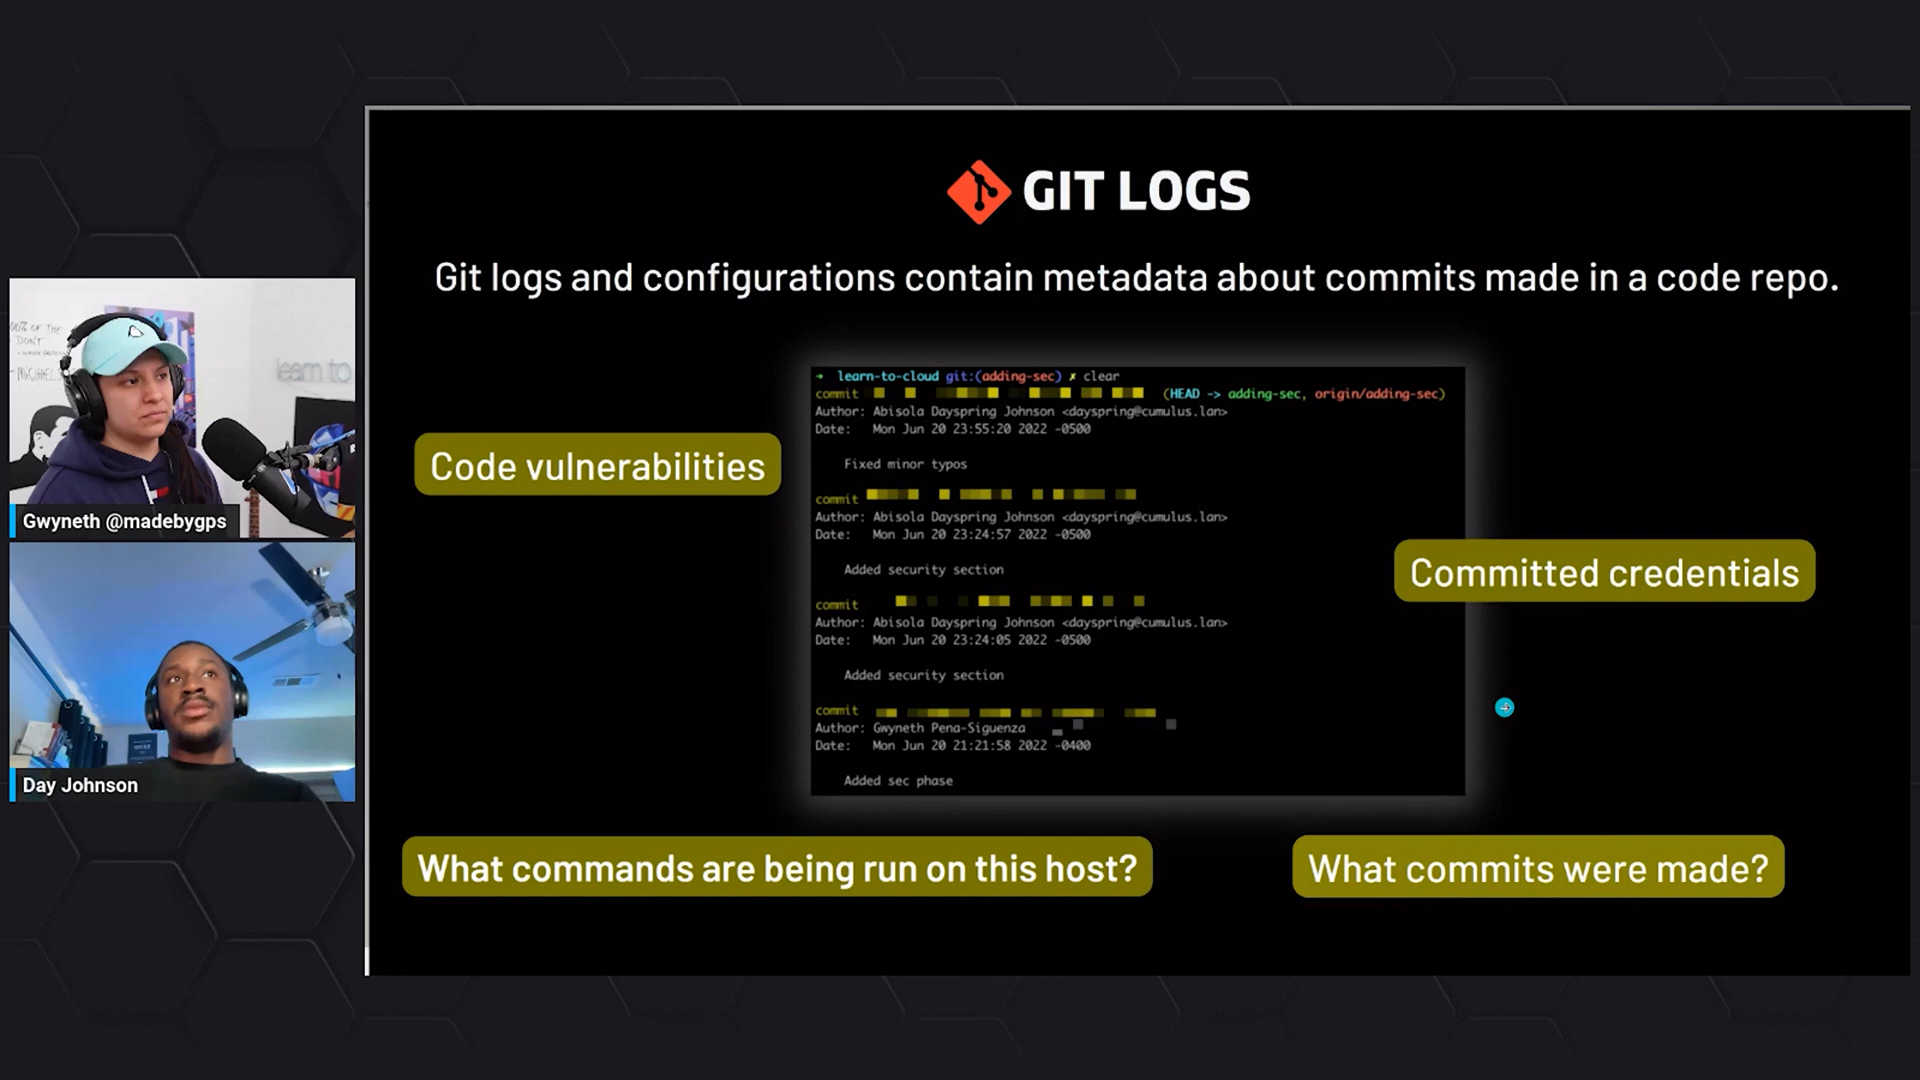 GIT LOGS
Git logs and configurations contain metadata about commits made in a code repo.
→ learn-to-cloud git:(adding-sec) ✗ clear
commit (HEAD -> adding-sec, origin/adding-sec)
Author: Abisola Dayspring Johnson <dayspring@cumulus.lan>
Date: Mon Jun 20 23:55:20 2022 -0500
Fixed minor typos
commit
Author: Abisola Dayspring Johnson <dayspring@cumulus.lan>
Date: Mon Jun 20 23:24:57 2022 -0500
Added security section
commit
Author: Abisola Dayspring Johnson <dayspring@cumulus.lan>
Date: Mon Jun 20 23:24:05 2022 -0500
Added security section
commit
Author: Gwyneth Pena-Siguenza
Date: Mon Jun 20 21:21:58 2022 -0400
Added sec phase
Code vulnerabilities
Committed credentials
What commands are being run on this host?
What commits were made?
OF THE
DON'T
learn to
Gwyneth @madebygps
Day Johnson